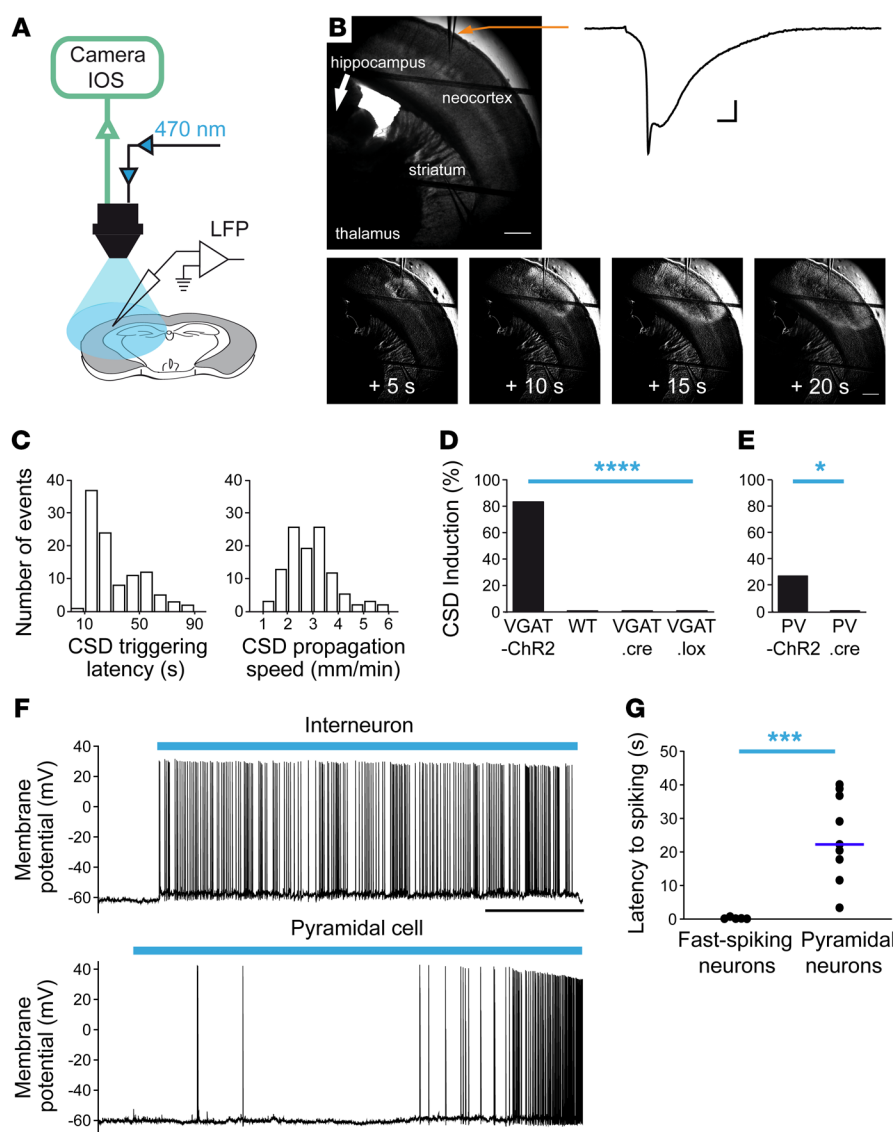 A
Camera
IOS
470 nm
LFP
B
hippocampus
neocortex
striatum
thalamus
+ 5 s
+ 10 s
+ 15 s
+ 20 s
C
Number of events
40
30
20
10
0
10 50 90
CSD triggering
latency (s)
40
30
20
10
0
1 2 3 4 5 6
CSD propagation
speed (mm/min)
D
CSD Induction (%)
100
80
60
40
20
0
****
VGAT WT VGAT VGAT
-ChR2 .cre .lox
E
100
80
60
40
20
0
*
PV PV
-ChR2 .cre
F
Interneuron
Membrane
potential (mV)
40
20
0
-20
-40
-60
Pyramidal cell
Membrane
potential (mV)
40
20
0
-20
-40
-60
G
Latency to spiking (s)
50
40
30
20
10
0
***
Fast-spiking Pyramidal
neurons neurons